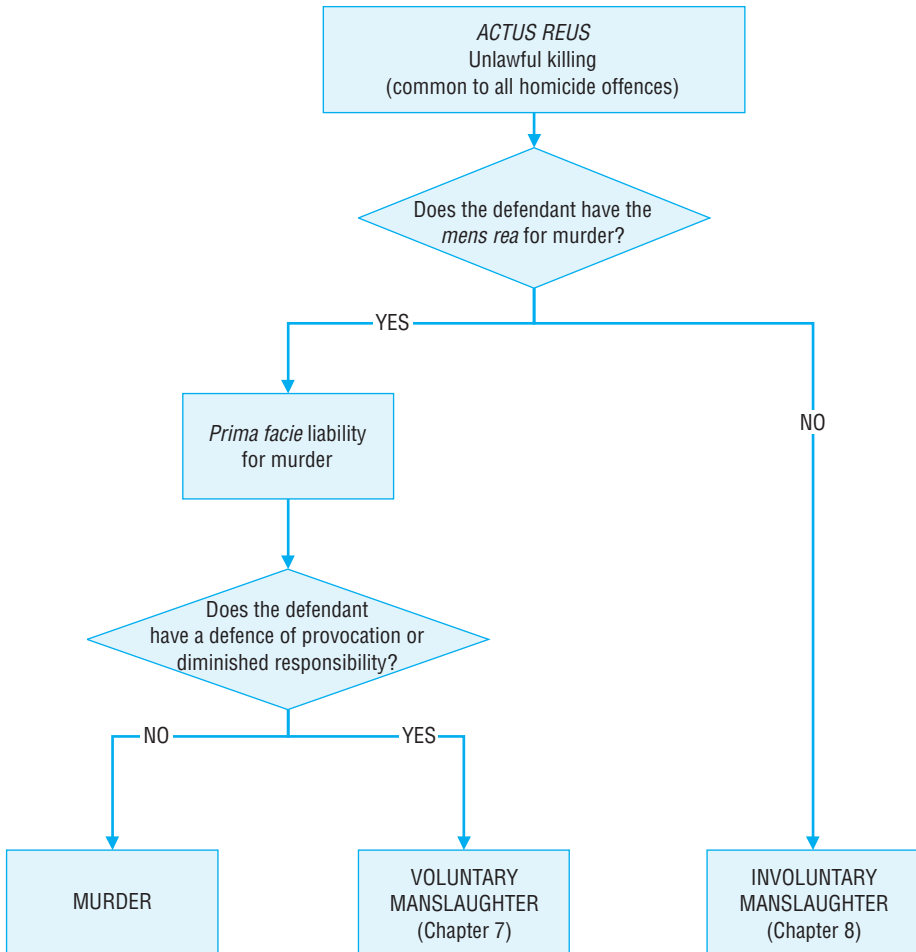 ACTUS REUS
Unlawful killing
(common to all homicide offences)
Does the defendant have the
mens rea for murder?
YES
NO
Prima facie liability
for murder
Does the defendant
have a defence of provocation or
diminished responsibility?
NO
YES
MURDER
VOLUNTARY
MANSLAUGHTER
(Chapter 7)
INVOLUNTARY
MANSLAUGHTER
(Chapter 8)